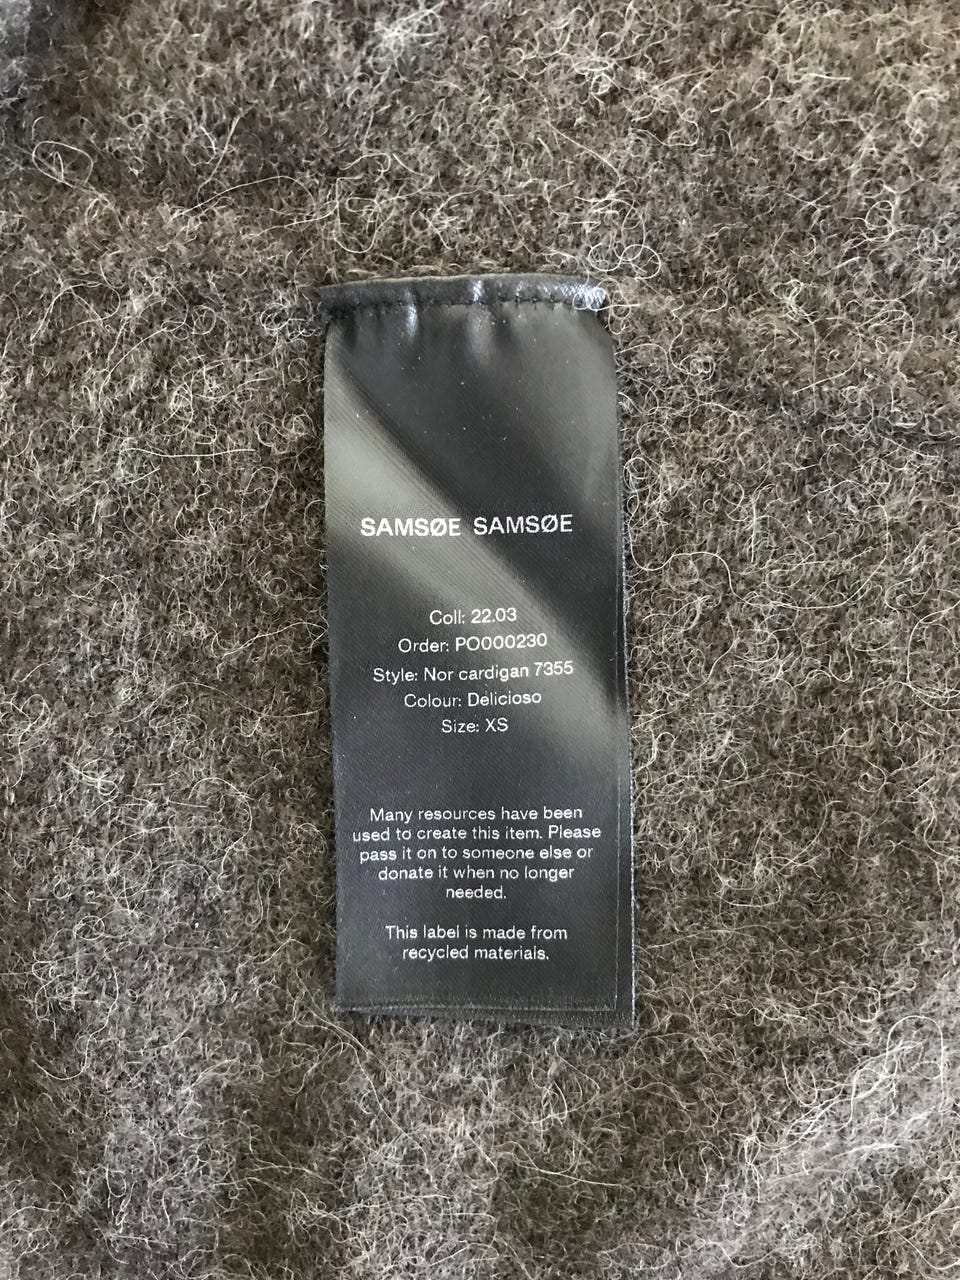 SAMSØE SAMSØE
Coll: 22.03
Order: PO000230
Style: Nor cardigan 7355
Colour: Delicioso
Size: XS
Many resources have been
used to create this item. Please
pass it on to someone else or
donate it when no longer
needed.
This label is made from
recycled materials.